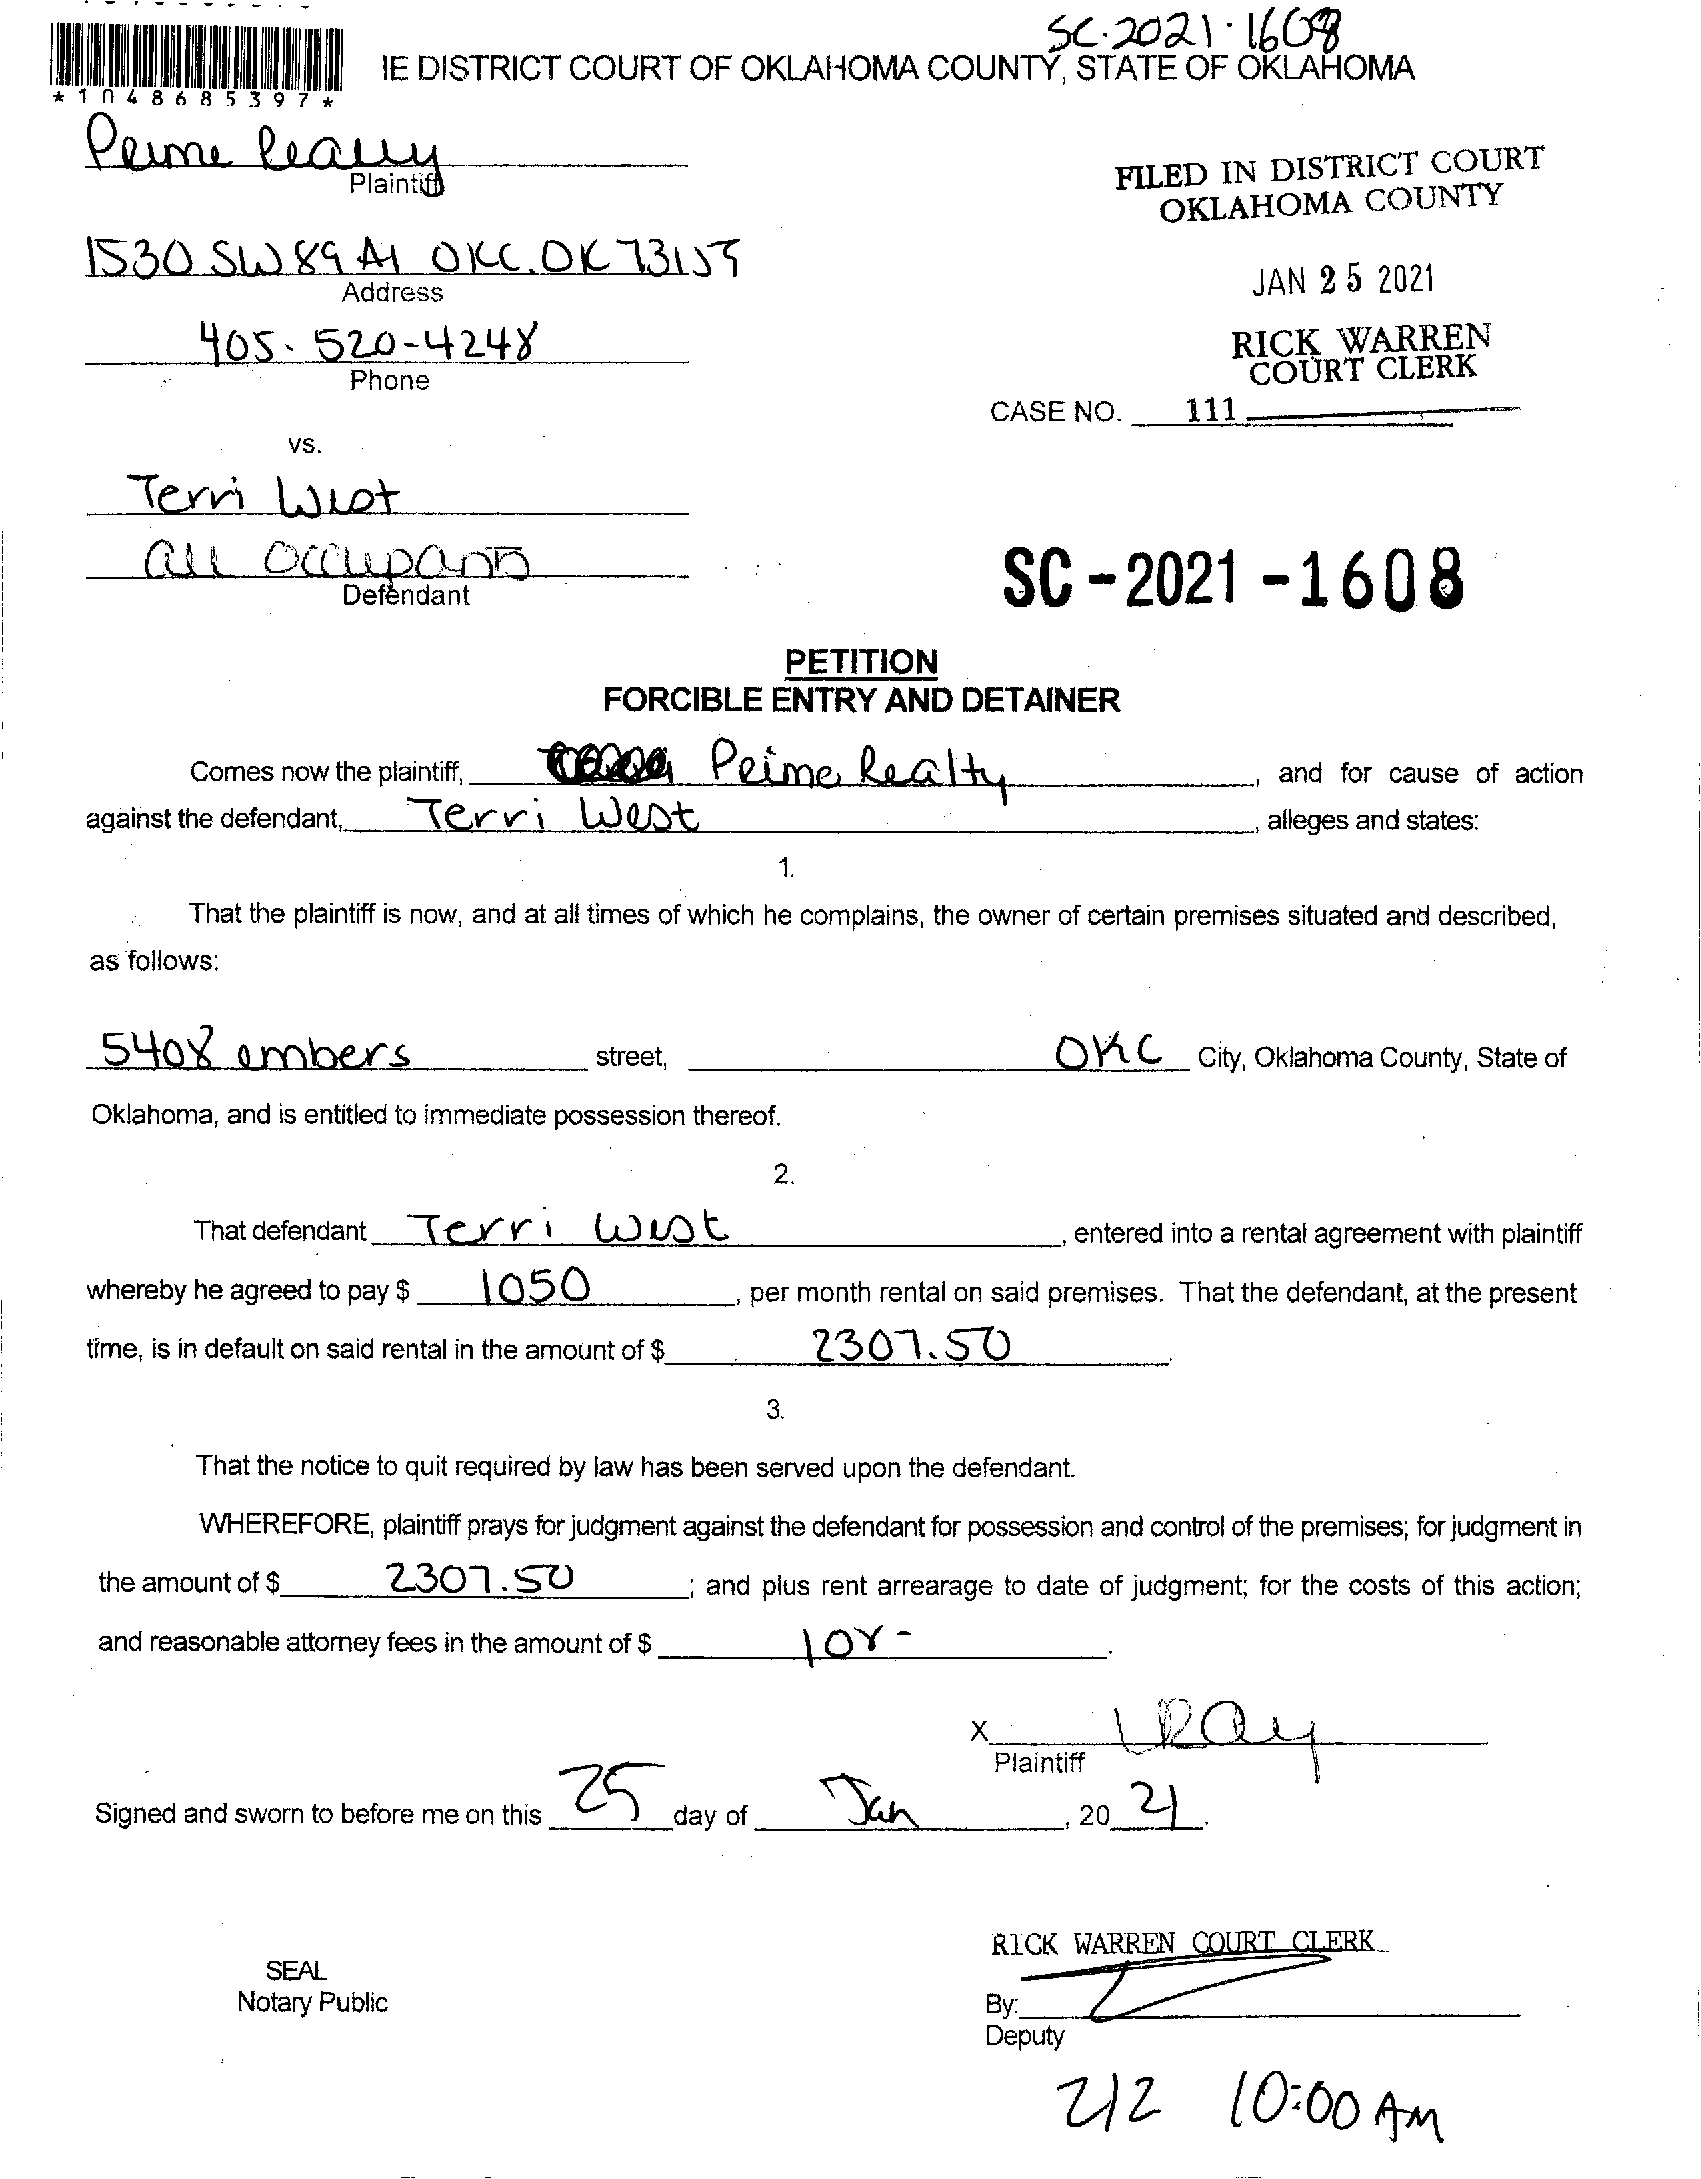 SC-2021-1608
IE DISTRICT COURT OF OKLAHOMA COUNTY, STATE OF OKLAHOMA
*1048685397*
Prime Realty
Plaintiff
FILED IN DISTRICT COURT
OKLAHOMA COUNTY
1530 SW 89 A1 OKC. OK 73159
Address
JAN 25 2021
405-520-4248
Phone
RICK WARREN
COURT CLERK
CASE NO. 111
vs.
Terri West
all occupants
Defendant
SC-2021-1608
PETITION
FORCIBLE ENTRY AND DETAINER
Comes now the plaintiff, Prime Realty, and for cause of action
against the defendant, Terri West, alleges and states:
1.
That the plaintiff is now, and at all times of which he complains, the owner of certain premises situated and described,
as follows:
5408 embers street, OKC City, Oklahoma County, State of
Oklahoma, and is entitled to immediate possession thereof.
2.
That defendant Terri West, entered into a rental agreement with plaintiff
whereby he agreed to pay $ 1050, per month rental on said premises. That the defendant, at the present
time, is in default on said rental in the amount of $ 2307.50.
3.
That the notice to quit required by law has been served upon the defendant.
WHEREFORE, plaintiff prays for judgment against the defendant for possession and control of the premises; for judgment in
the amount of $ 2307.50; and plus rent arrearage to date of judgment; for the costs of this action;
and reasonable attorney fees in the amount of $ 108-.
X
Plaintiff
Signed and sworn to before me on this 25 day of Jan, 20 21.
RICK WARREN COURT CLERK
SEAL
Notary Public
By:
Deputy
2/2 10:00 AM